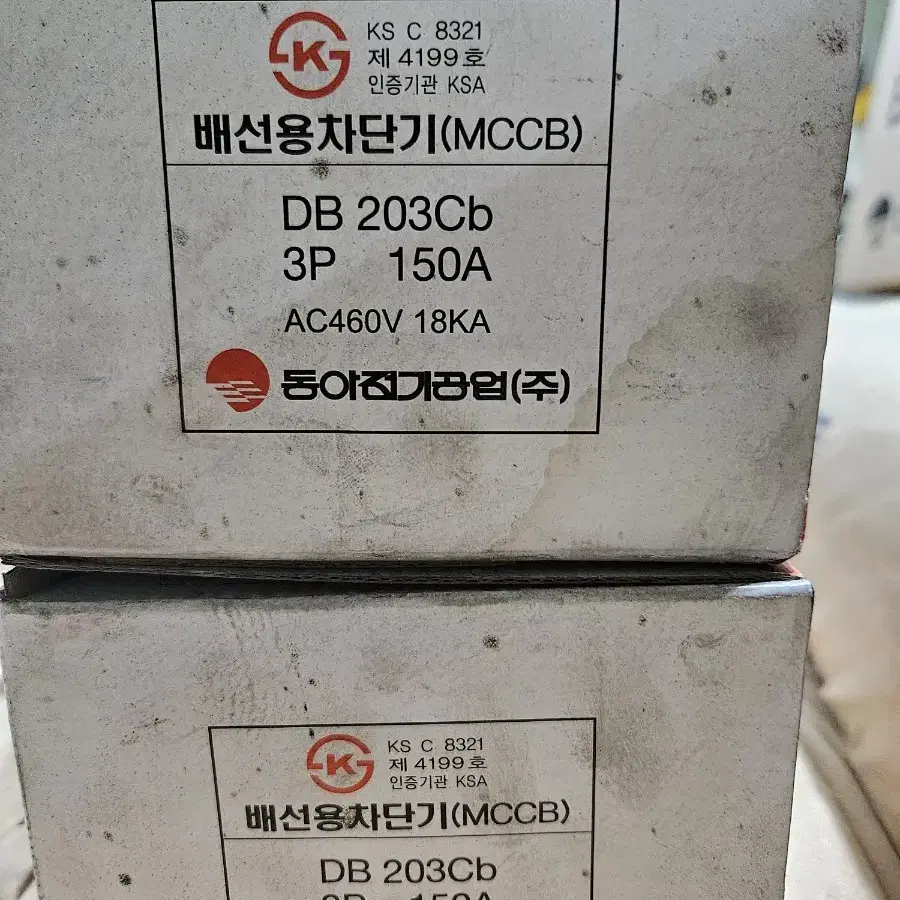 KS C 8321
제 4199 호
인증기관 KSA
배선용차단기(MCCB)
DB 203Cb
3P 150A
AC460V 18KA
동아전기공업(주)
KS C 8321
제 4199 호
인증기관 KSA
배선용차단기(MCCB)
DB 203Cb
3P 150A